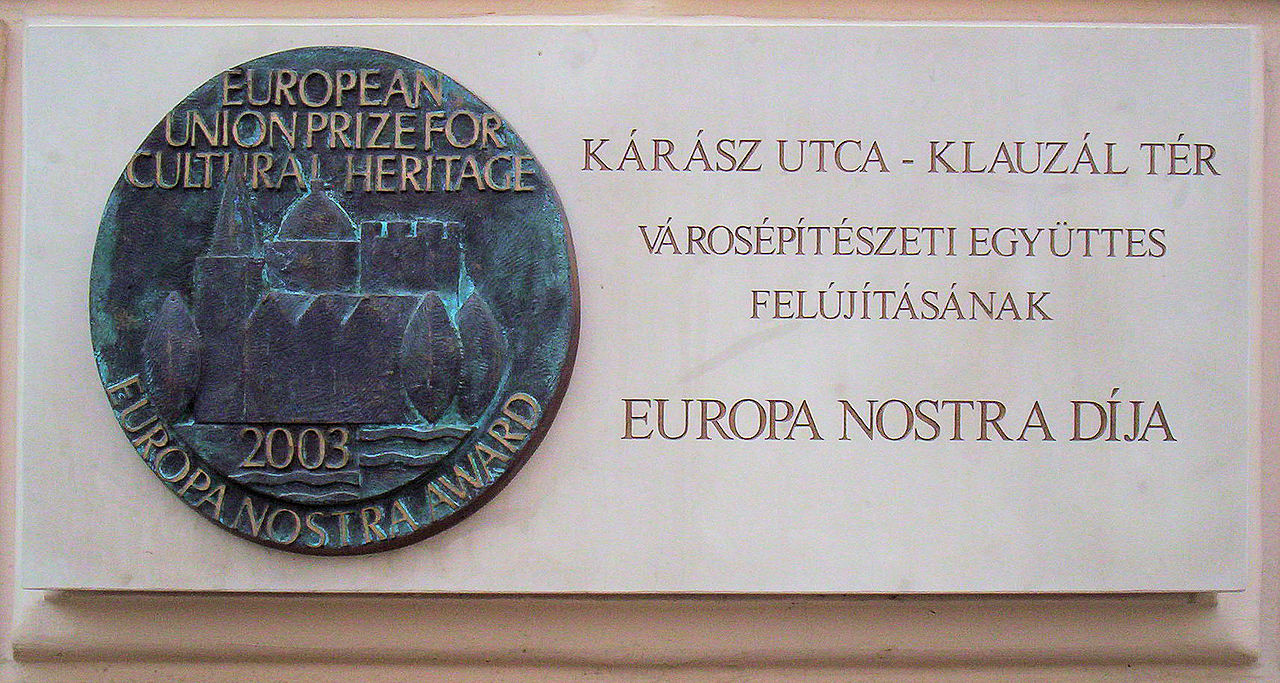 EUROPEAN
UNION PRIZE FOR
CULTURAL HERITAGE
2003
EUROPA NOSTRA AWARD
KÁRÁSZ UTCA - KLAUZÁL TÉR
VÁROSÉPÍTÉSZETI EGYÜTTES
FELÚJÍTÁSÁNAK
EUROPA NOSTRA DÍJA